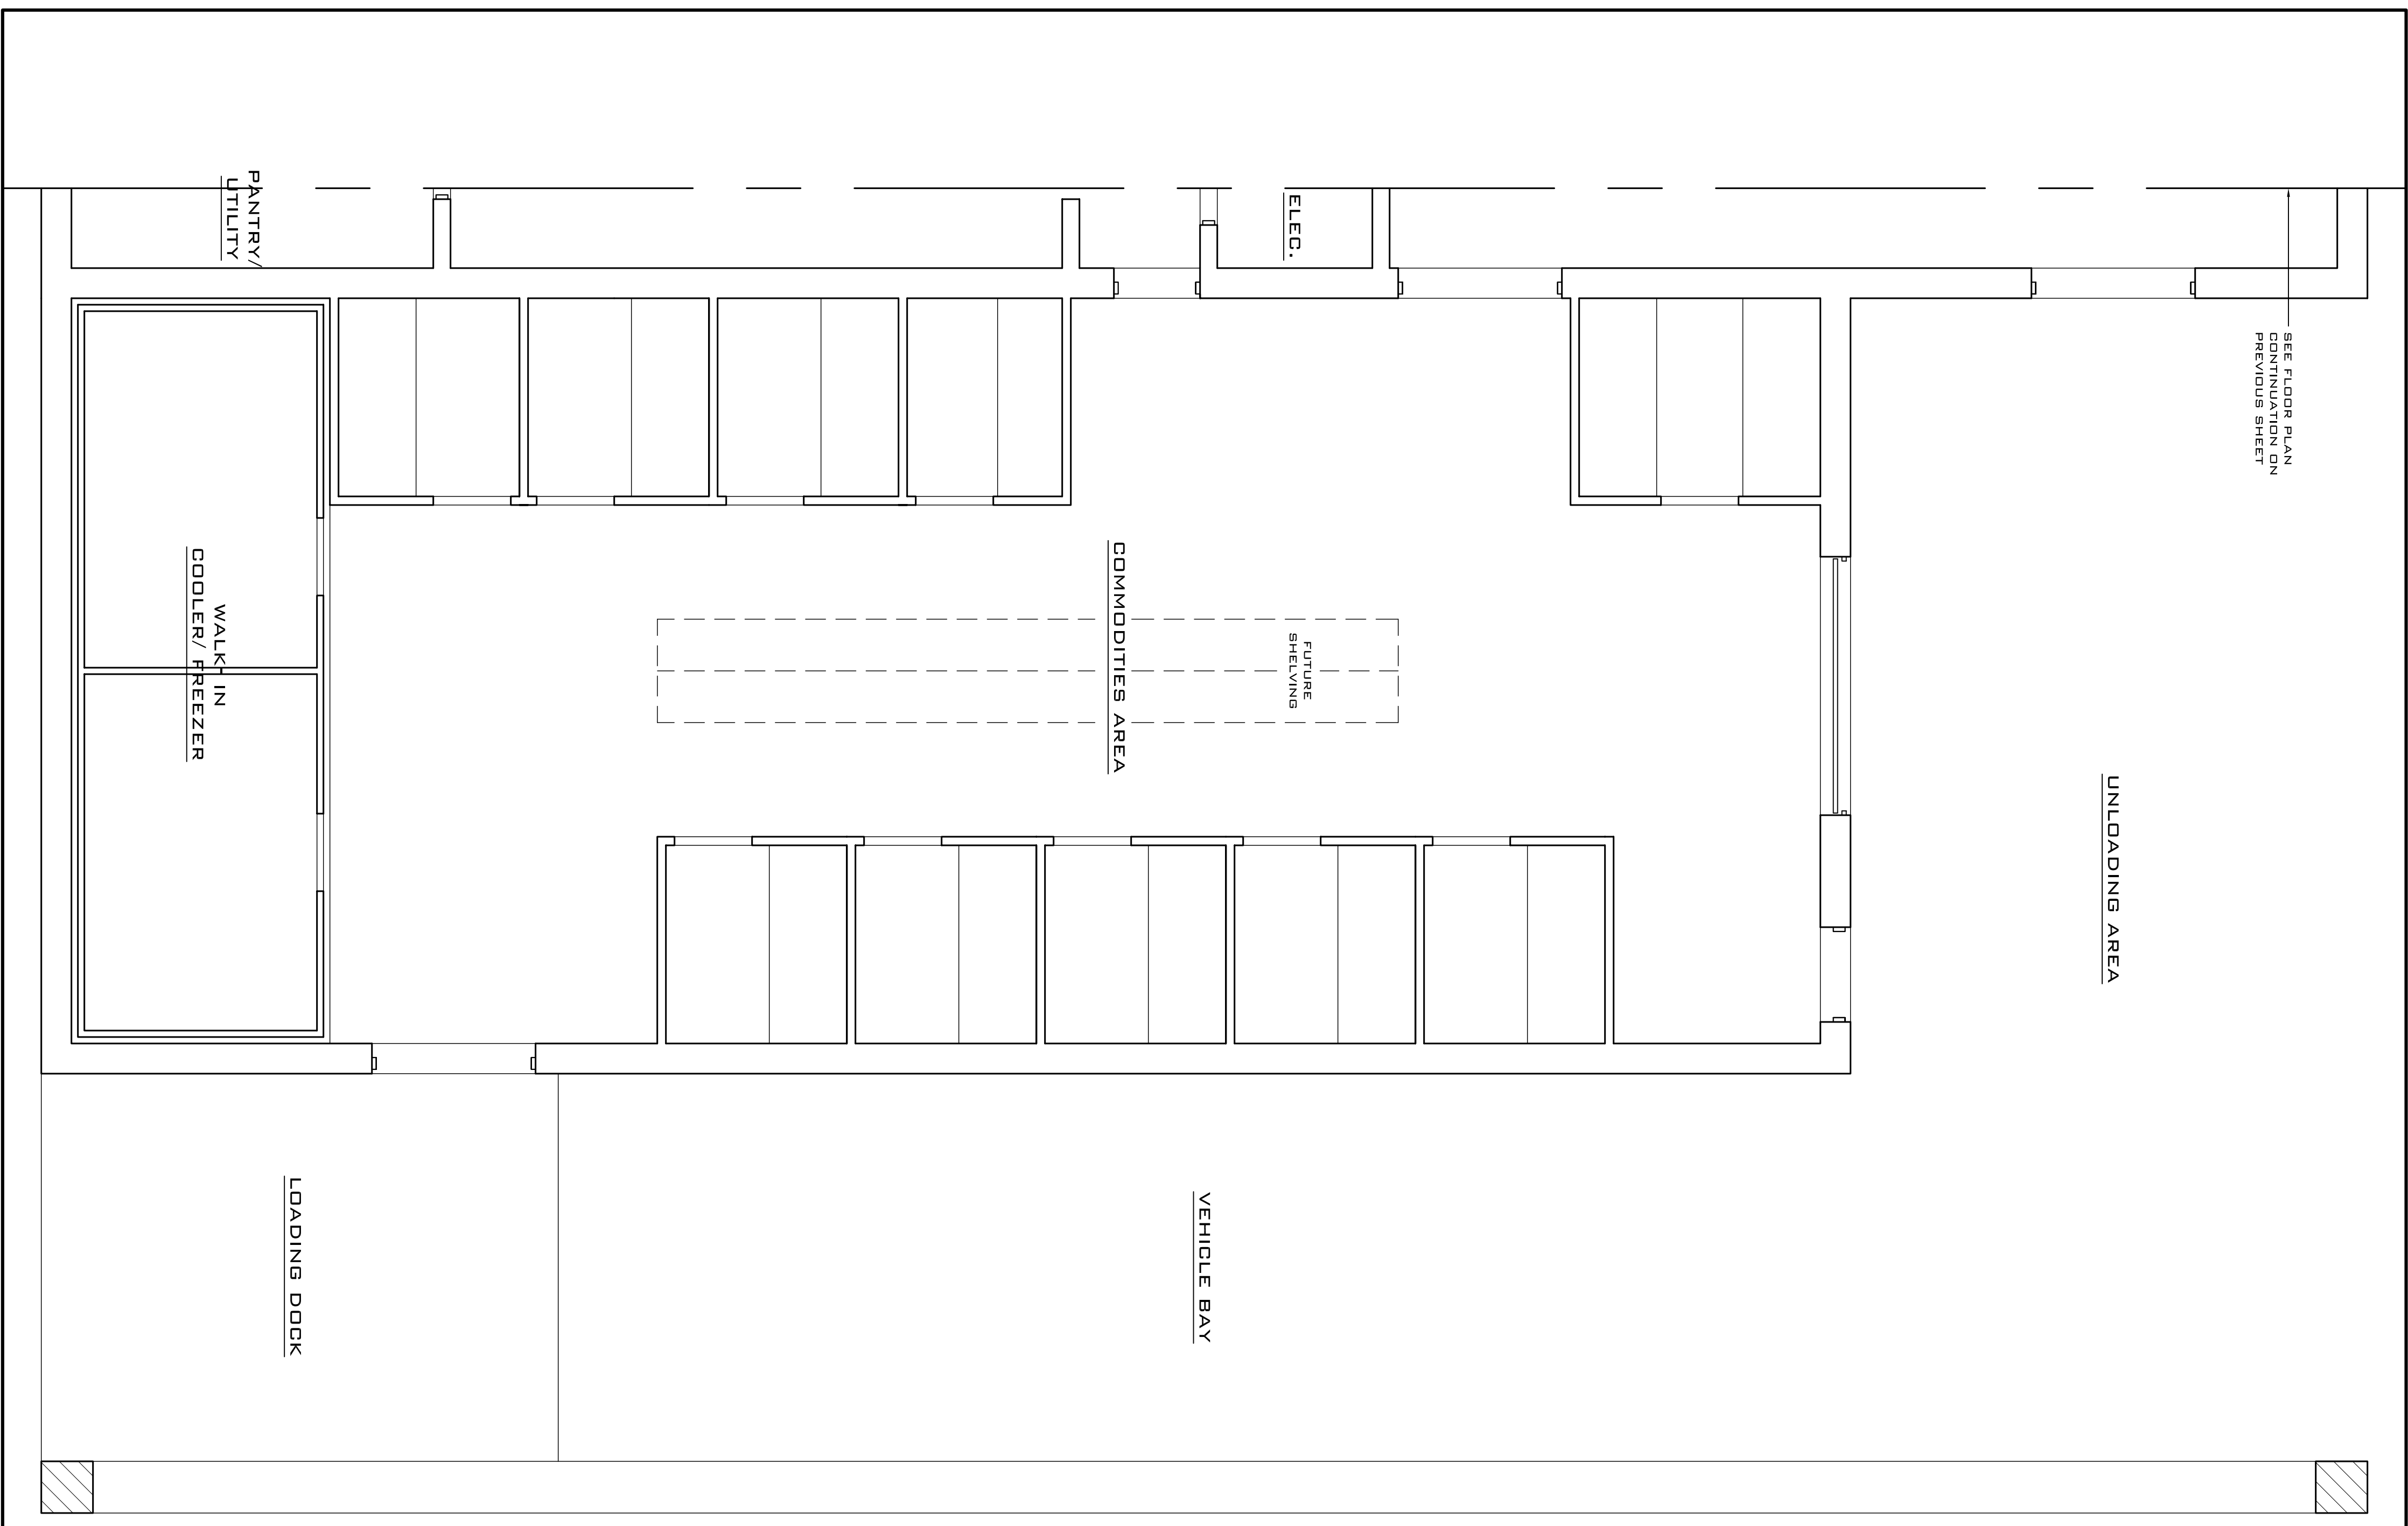 SEE FLOOR PLAN
CONTINUATION ON
PREVIOUS SHEET
UNLOADING AREA
ELEC.
FUTURE
SHELVING
COMMODITIES AREA
VEHICLE BAY
PANTRY/
UTILITY
WALK-IN
COOLER/ FREEZER
LOADING DOCK